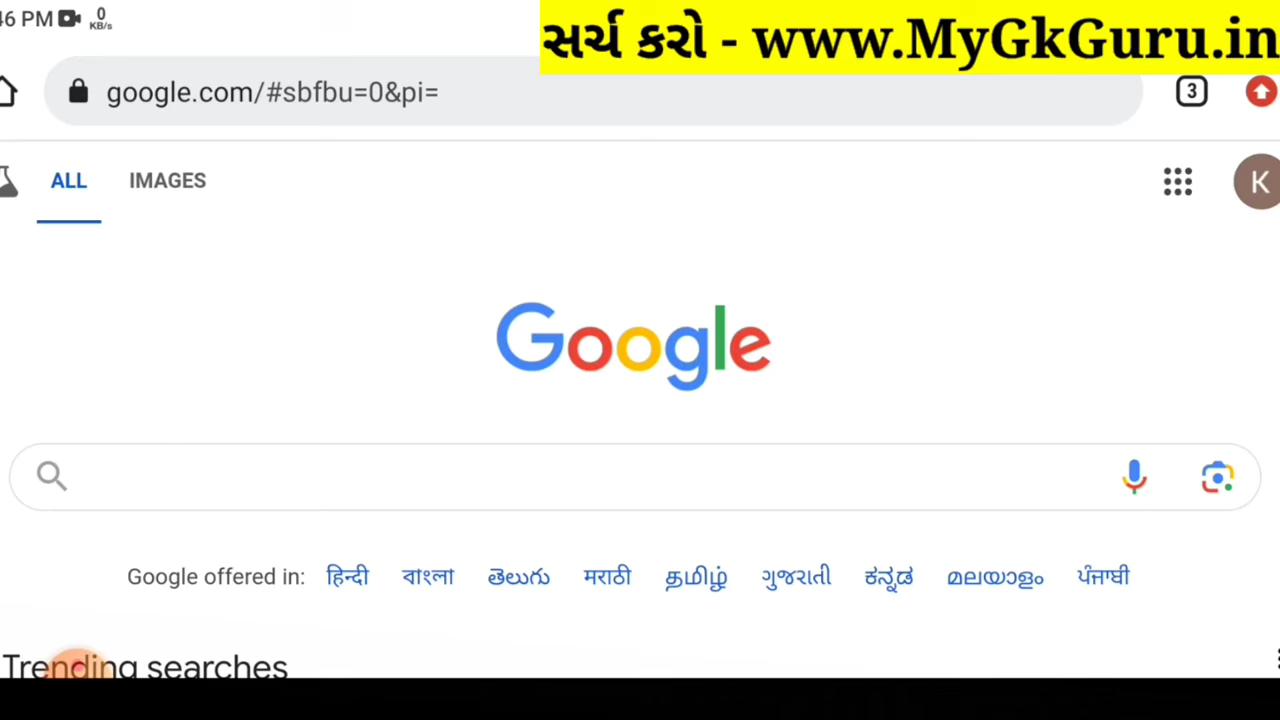 46 PM 0 KB/s
સર્ચ કરો - www.MyGkGuru.in
google.com/#sbfbu=0&pi=
3
ALL IMAGES
K
Google
Google offered in: हिन्दी বাংলা తెలుగు मराठी தமிழ் ગુજરાતી ಕನ್ನಡ മലയാളം ਪੰਜਾਬੀ
Trending searches